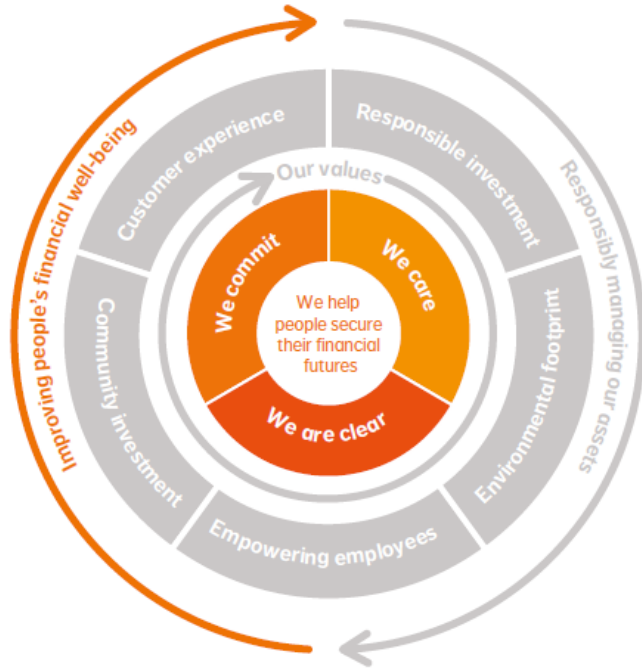 Improving people's financial well-being
Responsibly managing our assets
Customer experience
Responsible investment
Environmental footprint
Empowering employees
Community investment
Our values
We commit
We care
We are clear
We help
people secure
their financial
futures